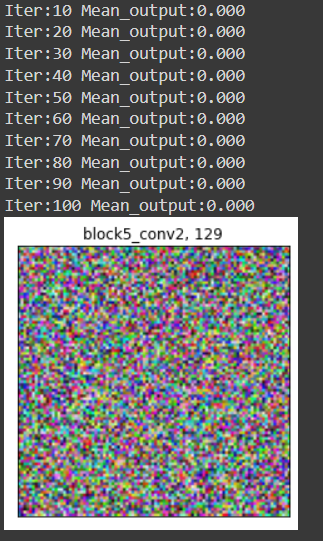 Iter:10 Mean_output:0.000
Iter:20 Mean_output:0.000
Iter:30 Mean_output:0.000
Iter:40 Mean_output:0.000
Iter:50 Mean_output:0.000
Iter:60 Mean_output:0.000
Iter:70 Mean_output:0.000
Iter:80 Mean_output:0.000
Iter:90 Mean_output:0.000
Iter:100 Mean_output:0.000
block5_conv2, 129